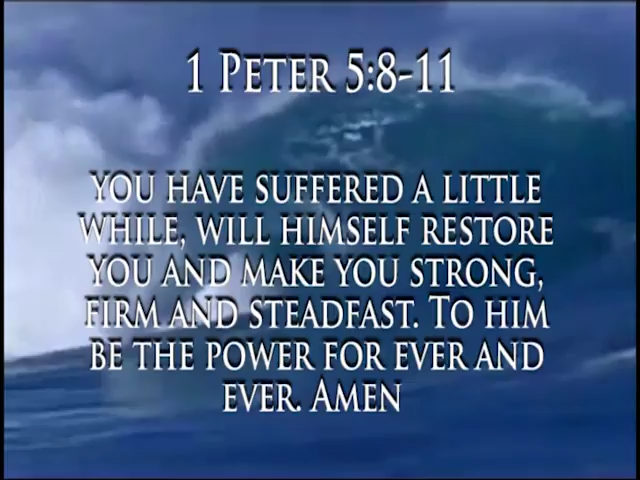 1 PETER 5:8-11
YOU HAVE SUFFERED A LITTLE
WHILE, WILL HIMSELF RESTORE
YOU AND MAKE YOU STRONG,
FIRM AND STEADFAST. TO HIM
BE THE POWER FOR EVER AND
EVER. AMEN